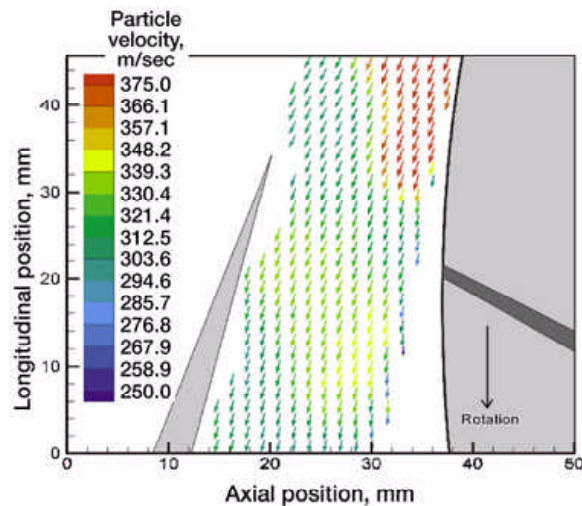 Particle
velocity,
m/sec
375.0
366.1
357.1
348.2
339.3
330.4
321.4
312.5
303.6
294.6
285.7
276.8
267.9
258.9
250.0
Longitudinal position, mm
40
30
20
10
0
Rotation
0 10 20 30 40 50
Axial position, mm